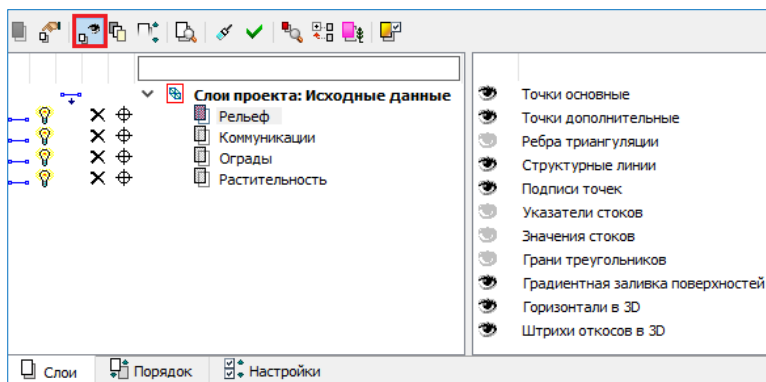 Слои проекта: Исходные данные
Рельеф
Коммуникации
Ограды
Растительность
Точки основные
Точки дополнительные
Ребра триангуляции
Структурные линии
Подписи точек
Указатели стоков
Значения стоков
Грани треугольников
Градиентная заливка поверхностей
Горизонтали в 3D
Штрихи откосов в 3D
Слои
Порядок
Настройки